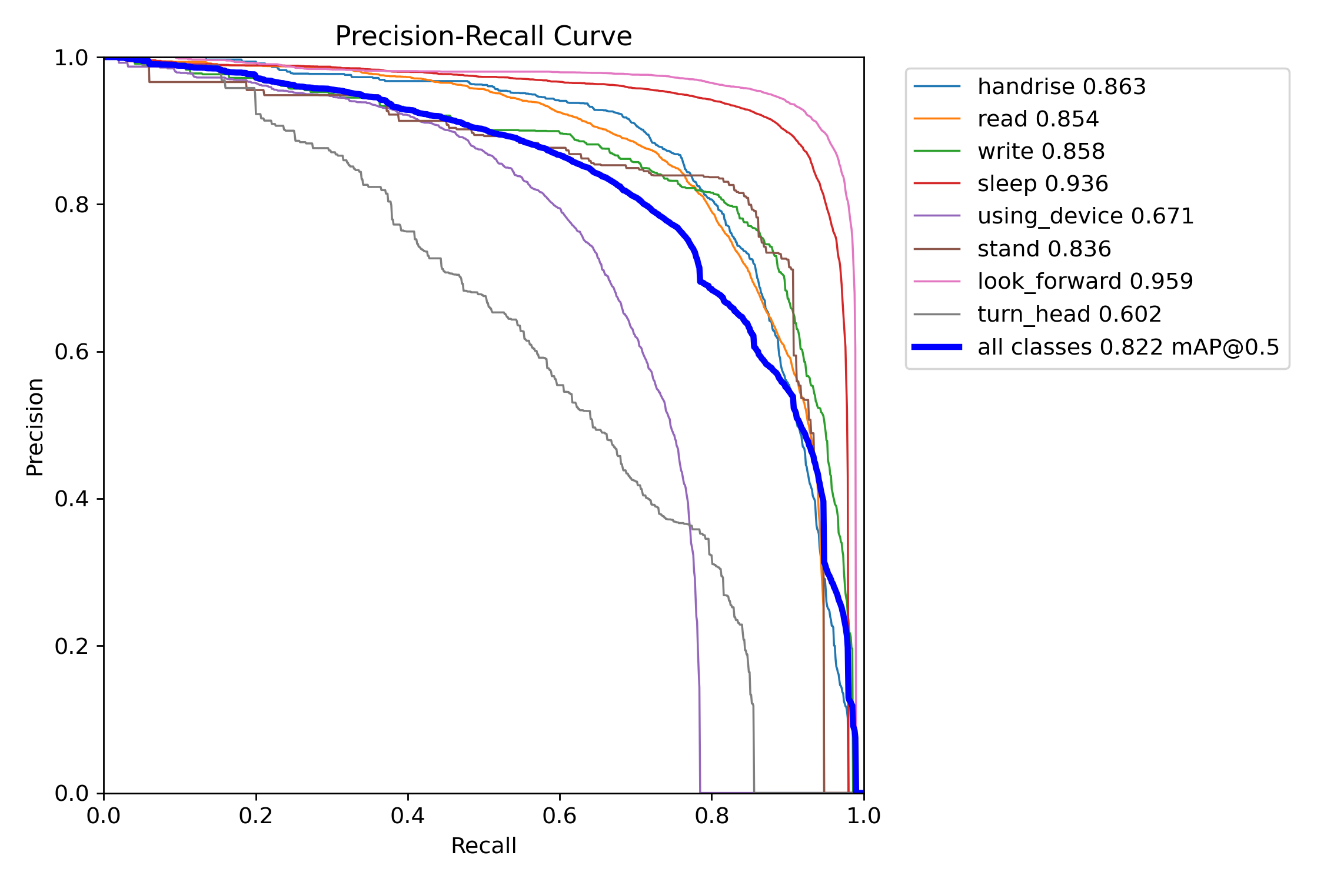 Precision-Recall Curve
1.0
0.8
0.6
0.4
0.2
0.0
Precision
0.0 0.2 0.4 0.6 0.8 1.0
Recall
handrise 0.863
read 0.854
write 0.858
sleep 0.936
using_device 0.671
stand 0.836
look_forward 0.959
turn_head 0.602
all classes 0.822 mAP@0.5